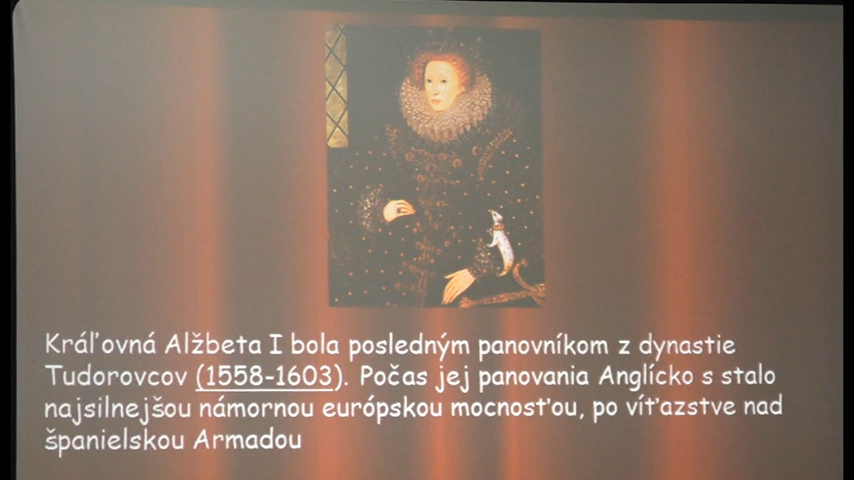 Kráľovná Alžbeta I bola posledným panovníkom z dynastie
Tudorovcov (1558-1603). Počas jej panovania Anglícko s stalo
najsilnejšou námornou európskou mocnosťou, po víťazstve nad
španielskou Armadou